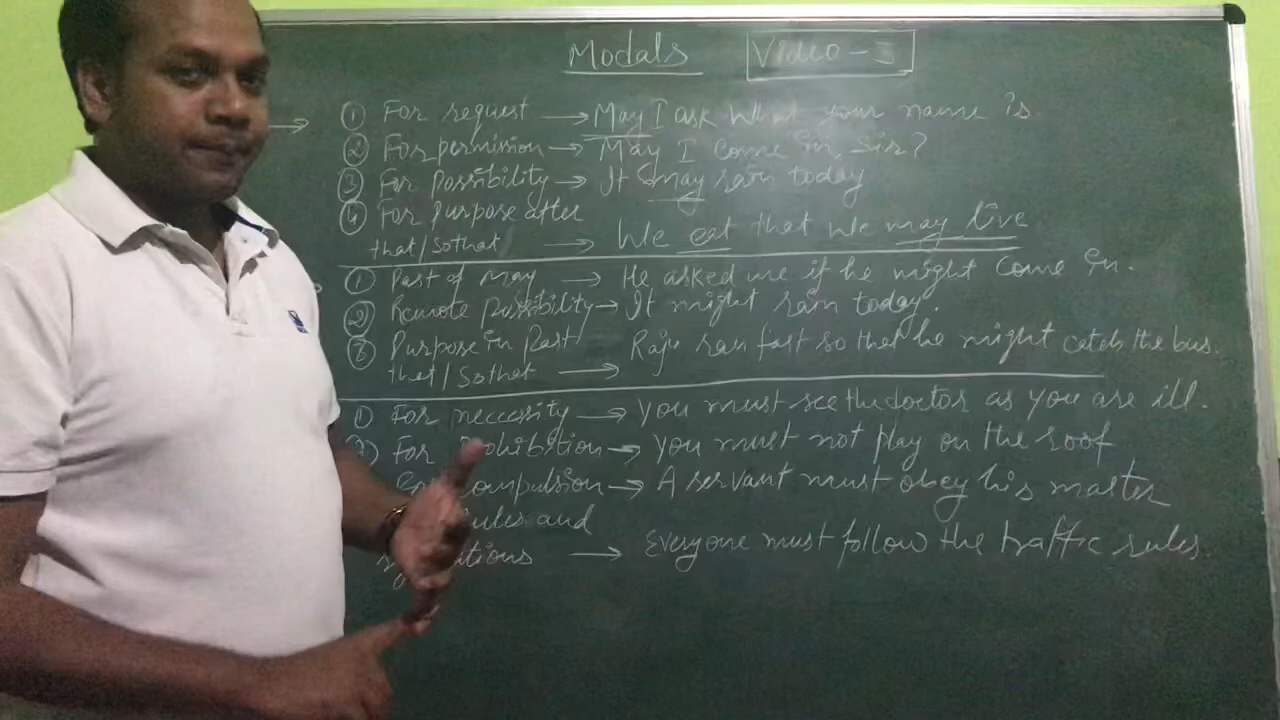 Modals Video - 3
→ ① For request → May I ask what your name is.
② For permission → May I come in, Sir?
③ For possibility → It may rain today
④ For purpose after
that/so that → We eat that we may live
① Past of may → He asked me if he might come in.
② Remote possibility → It might rain today.
③ Purpose in Past
that/so that → Raju ran fast so that he might catch the bus.
① For necessity → You must see the doctor as you are ill.
For → You must not play on the roof
compulsion → A servant must obey his master
and
→ Everyone must follow the traffic rules.